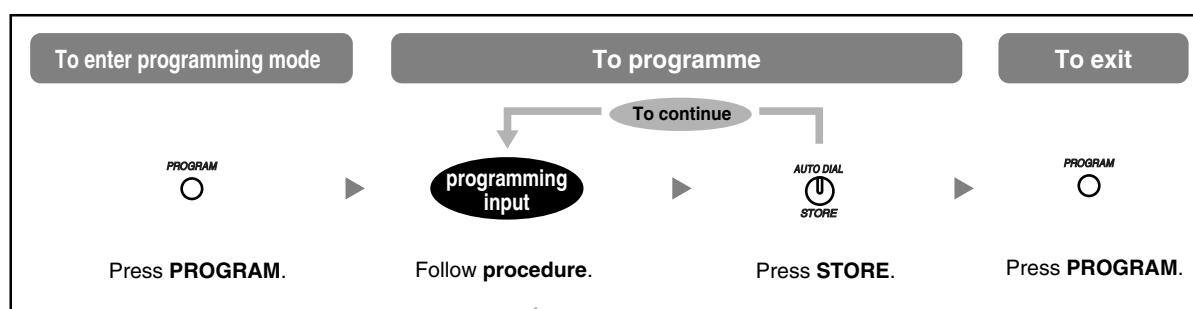 To enter programming mode
To programme
To exit
To continue
PROGRAM
programming
input
AUTO DIAL
STORE
PROGRAM
Press PROGRAM.
Follow procedure.
Press STORE.
Press PROGRAM.